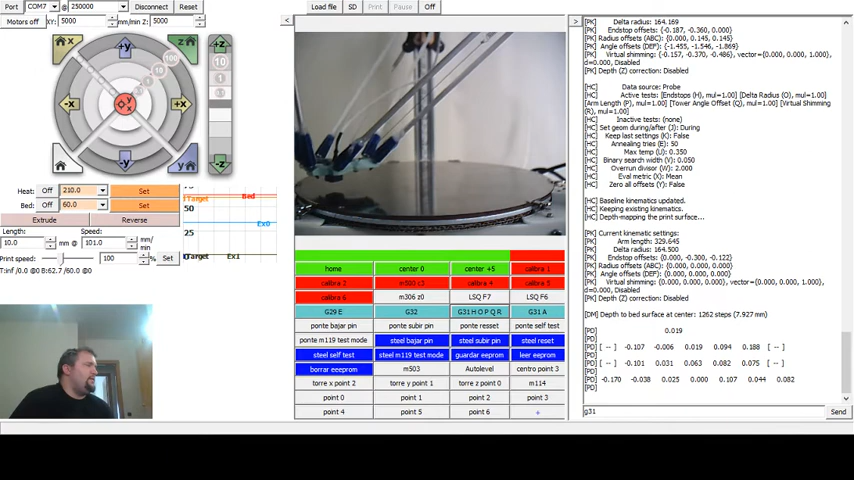 Port COM7 @ 250000 Disconnect Reset
Motors off XY: 5000 mm/min Z: 5000
+y
+z
z
x
100
10
1
10
1
-x
y
x
+x
-y
y
-z
Heat: Off 210.0 Set
Bed: Off 60.0 Set
Extrude Reverse
Length: Speed:
10.0 mm @ 101.0 mm/
min
Print speed: 100 % Set
T:inf /0.0 @0 B:62.7 /60.0 @0
Target Bed
50
Ex0
25
Target Ex1
<
Load file SD Print Pause Off
home center 0 center +5 calibra 1
calibra 2 m500 c3 calibra 4 calibra 5
calibra 6 m306 z0 LSQ F7 LSQ F6
G29 E G32 G31 H O P Q R G31 A
ponte bajar pin ponte subir pin ponte resset ponte self test
ponte m119 test mode steel bajar pin steel subir pin steel reset
steel self test steel m119 test mode guardar eeprom leer eeprom
borrar eeeprom m503 Autolevel centro point 3
torre x point 2 torre y point 1 torre z point 0 m114
point 0 point 1 point 2 point 3
point 4 point 5 point 6 +
>
[PK] Delta radius: 164.169
[PK] Endstop offsets: {-0.187, -0.360, 0.000}
[PK] Radius offsets (ABC): {0.000, 0.145, 0.145}
[PK] Angle offsets (DEF): {-1.455, -1.546, -1.869}
[PK] Virtual shimming: {-0.157, -0.370, -0.486}, vector={0.000, 0.000, 1.000},
d=0.000, Disabled
[PK] Depth (Z) correction: Disabled
[HC] Data source: Probe
[HC] Active tests: [Endstops (H), mul=1.00] [Delta Radius (O), mul=1.00]
[Arm Length (P), mul=1.00] [Tower Angle Offset (Q), mul=1.00] [Virtual Shimming
(R), mul=1.00]
[HC] Inactive tests: (none)
[HC] Set geom during/after (J): During
[HC] Keep last settings (K): False
[HC] Annealing tries (E): 50
[HC] Max temp (U): 0.350
[HC] Binary search width (V): 0.050
[HC] Overrun divisor (W): 2.000
[HC] Eval metric (X): Mean
[HC] Zero all offsets (Y): False
[HC]
[HC] Baseline kinematics updated.
[HC] Keeping existing kinematics.
[HC] Depth-mapping the print surface...
[PK]
[PK] Current kinematic settings:
[PK] Arm length: 329.645
[PK] Delta radius: 164.500
[PK] Endstop offsets: {0.000, -0.300, -0.122}
[PK] Radius offsets (ABC): {0.000, 0.000, 0.000}
[PK] Angle offsets (DEF): {0.000, 0.000, 0.000}
[PK] Virtual shimming: {0.000, 0.000, 0.000}, vector={0.000, 0.000, 1.000},
d=0.000, Disabled
[PK] Depth (Z) correction: Disabled
[DM] Depth to bed surface at center: 1262 steps (7.927 mm)
[PD] 0.019
[PD]
[PD] [ -- ] -0.107 -0.006 0.019 0.094 0.188 [ -- ]
[PD]
[PD] [ -- ] -0.101 0.031 0.063 0.082 0.075 [ -- ]
[PD]
[PD] -0.170 -0.038 0.025 0.000 0.107 0.044 0.082
[PD]
g31 Send